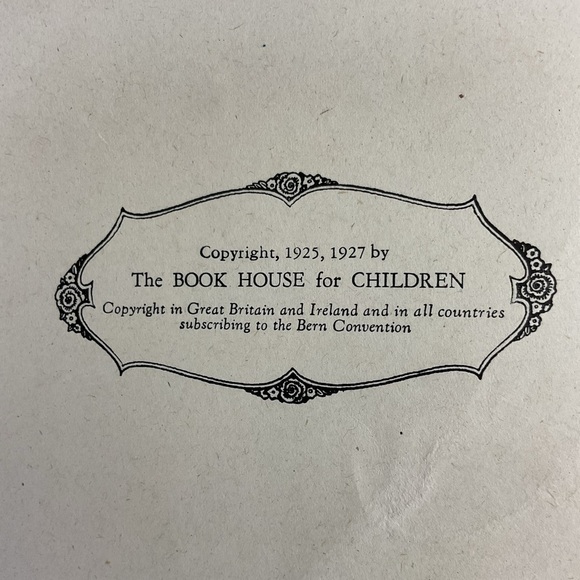 Copyright, 1925, 1927 by
The BOOK HOUSE for CHILDREN
Copyright in Great Britain and Ireland and in all countries
subscribing to the Bern Convention